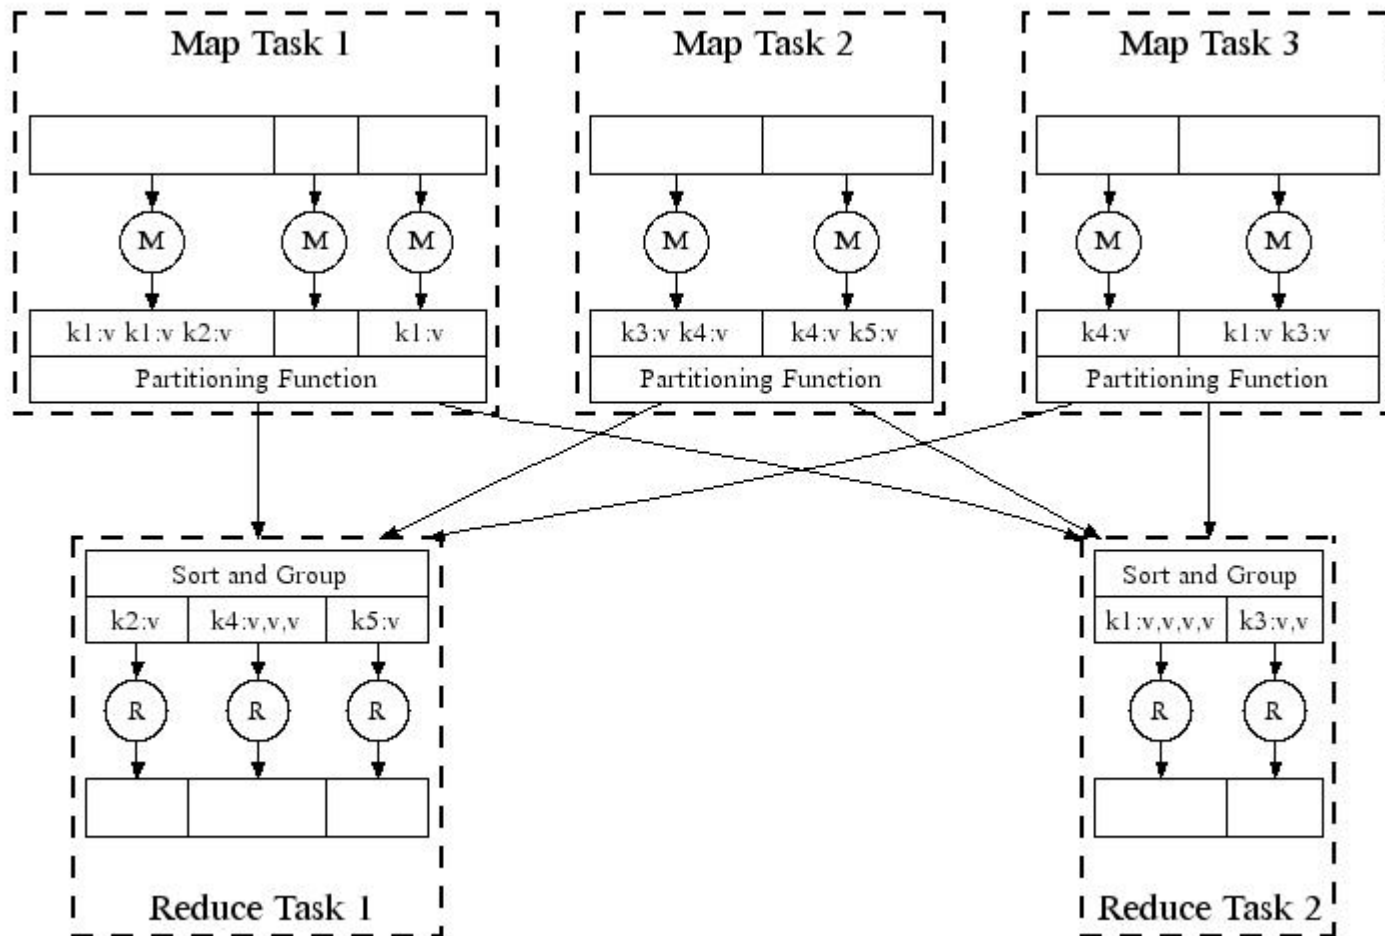 Map Task 1 Map Task 2 Map Task 3
M M M M M M M
k1:v k1:v k2:v k1:v k3:v k4:v k4:v k5:v k4:v k1:v k3:v
Partitioning Function Partitioning Function Partitioning Function
Sort and Group Sort and Group
k2:v k4:v,v,v k5:v k1:v,v,v,v k3:v,v
R R R R R
Reduce Task 1 Reduce Task 2